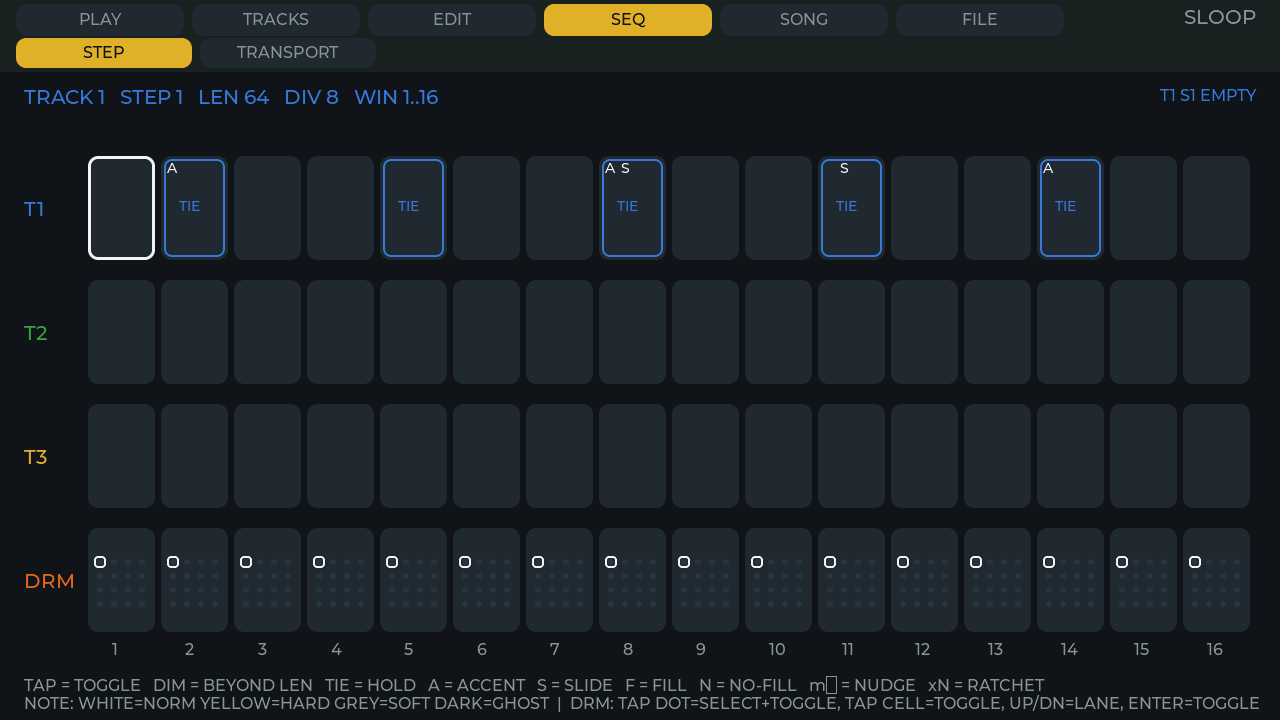 PLAY TRACKS EDIT SEQ SONG FILE SLOOP
STEP TRANSPORT
TRACK 1 STEP 1 LEN 64 DIV 8 WIN 1..16 T1 S1 EMPTY
A A S S A
T1 TIE TIE TIE TIE TIE
T2
T3
DRM
1 2 3 4 5 6 7 8 9 10 11 12 13 14 15 16
TAP = TOGGLE DIM = BEYOND LEN TIE = HOLD A = ACCENT S = SLIDE F = FILL N = NO-FILL m▯ = NUDGE xN = RATCHET
NOTE: WHITE=NORM YELLOW=HARD GREY=SOFT DARK=GHOST | DRM: TAP DOT=SELECT+TOGGLE, TAP CELL=TOGGLE, UP/DN=LANE, ENTER=TOGGLE